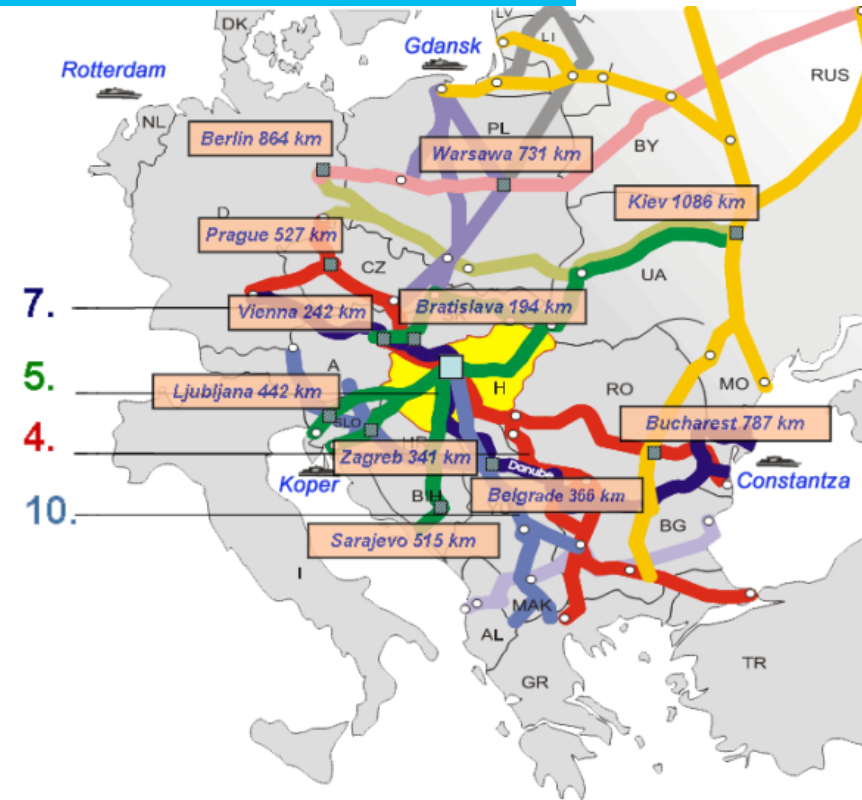 DK
LV
LI
Gdansk
RUS
Rotterdam
NL
PL
Berlin 864 km
Warsawa 731 km
BY
Kiev 1086 km
D
Prague 527 km
CZ
UA
7.
Vienna 242 km
Bratislava 194 km
A
H
5.
Ljubljana 442 km
RO
MO
SLO
Bucharest 787 km
4.
Zagreb 341 km
Danube
Koper
Constantza
BIH
Belgrade 366 km
10.
BG
Sarajevo 515 km
I
MAK
AL
TR
GR